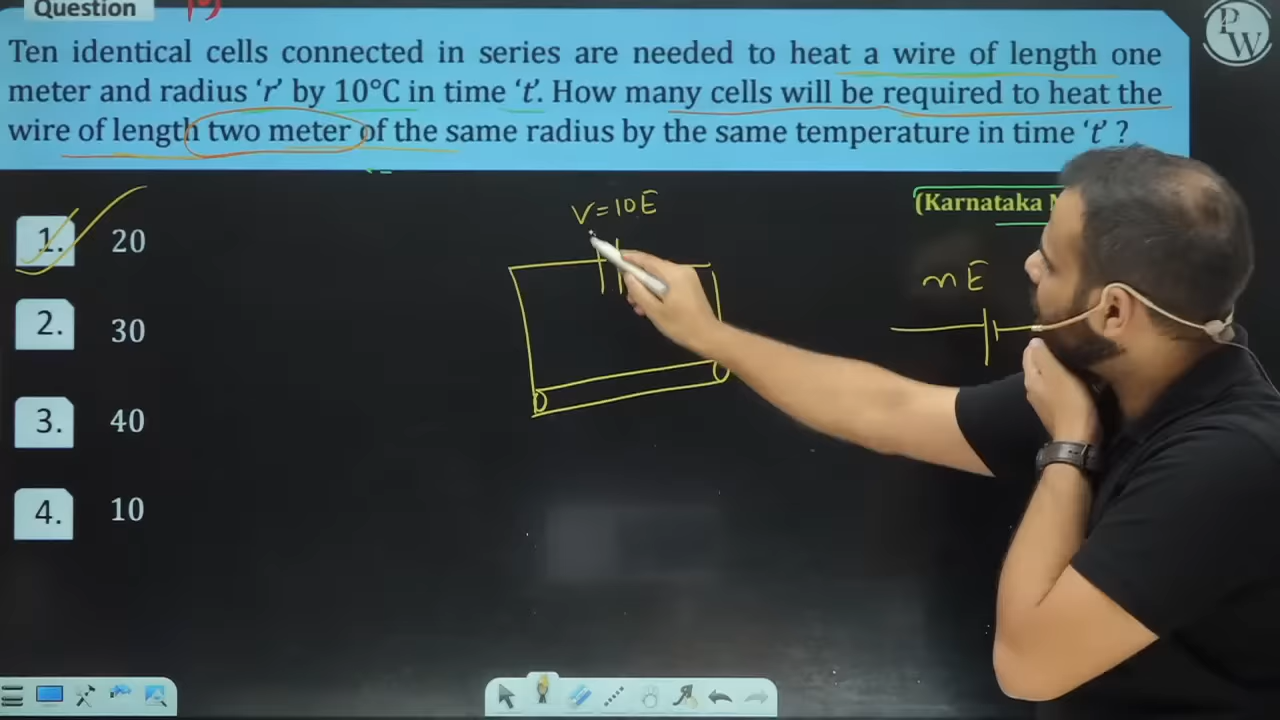 Question
Ten identical cells connected in series are needed to heat a wire of length one
meter and radius ‘r’ by 10°C in time ‘t’. How many cells will be required to heat the
wire of length two meter of the same radius by the same temperature in time ‘t’ ?
(Karnataka
1. 20
2. 30
3. 40
4. 10
V=10E
nE
PW